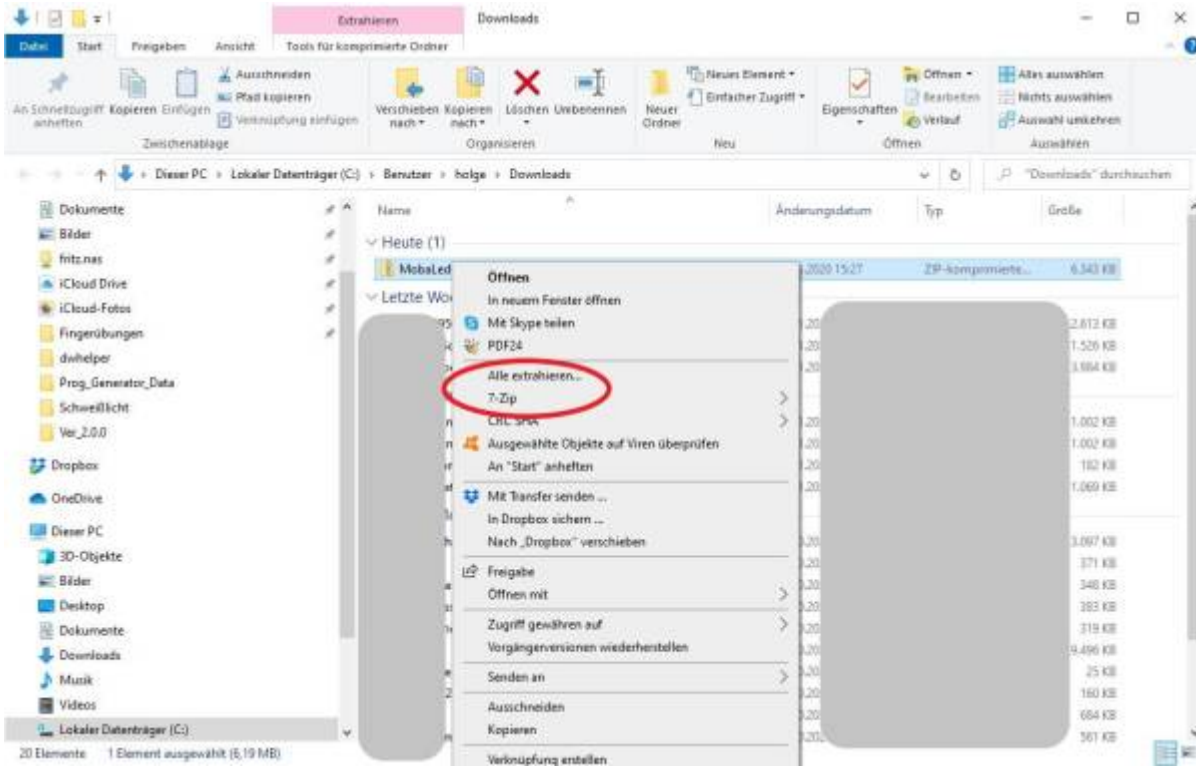 Extrahieren
Downloads
Datei Start Freigeben Ansicht Tools für komprimierte Ordner
An Schnellzugriff anheften
Kopieren
Einfügen
Ausschneiden
Pfad kopieren
Verknüpfung einfügen
Verschieben nach
Kopieren nach
Löschen
Umbenennen
Neuer Ordner
Neues Element
Einfacher Zugriff
Eigenschaften
Öffnen
Bearbeiten
Verlauf
Alles auswählen
Nichts auswählen
Auswahl umkehren
Zwischenablage Organisieren Neu Öffnen Auswählen
Dieser PC Lokaler Datenträger (C:) Benutzer holge Downloads
"Downloads" durchsuchen
Dokumente
Bilder
fritz.nas
iCloud Drive
iCloud-Fotos
Fingerübungen
dwhelper
Prog_Generator_Data
Schweißlicht
Ver_2.0.0
Dropbox
OneDrive
Dieser PC
3D-Objekte
Bilder
Desktop
Dokumente
Downloads
Musik
Videos
Lokaler Datenträger (C:)
Name Änderungsdatum Typ Größe
Heute (1)
MobaLed .2020 15:27 ZIP-komprimierte... 6.343 KB
Letzte Wo
Öffnen
In neuem Fenster öffnen
Mit Skype teilen
PDF24
Alle extrahieren...
7-Zip
CRC SHA
Ausgewählte Objekte auf Viren überprüfen
An "Start" anheften
Mit Transfer senden ...
In Dropbox sichern ...
Nach „Dropbox" verschieben
Freigabe
Öffnen mit
Zugriff gewähren auf
Vorgängerversionen wiederherstellen
Senden an
Ausschneiden
Kopieren
Verknüpfung erstellen
2.613 KB
1.526 KB
3.984 KB
1.002 KB
1.002 KB
182 KB
1.069 KB
3.097 KB
371 KB
348 KB
383 KB
319 KB
9.496 KB
25 KB
160 KB
684 KB
561 KB
20 Elemente 1 Element ausgewählt (6,19 MB)